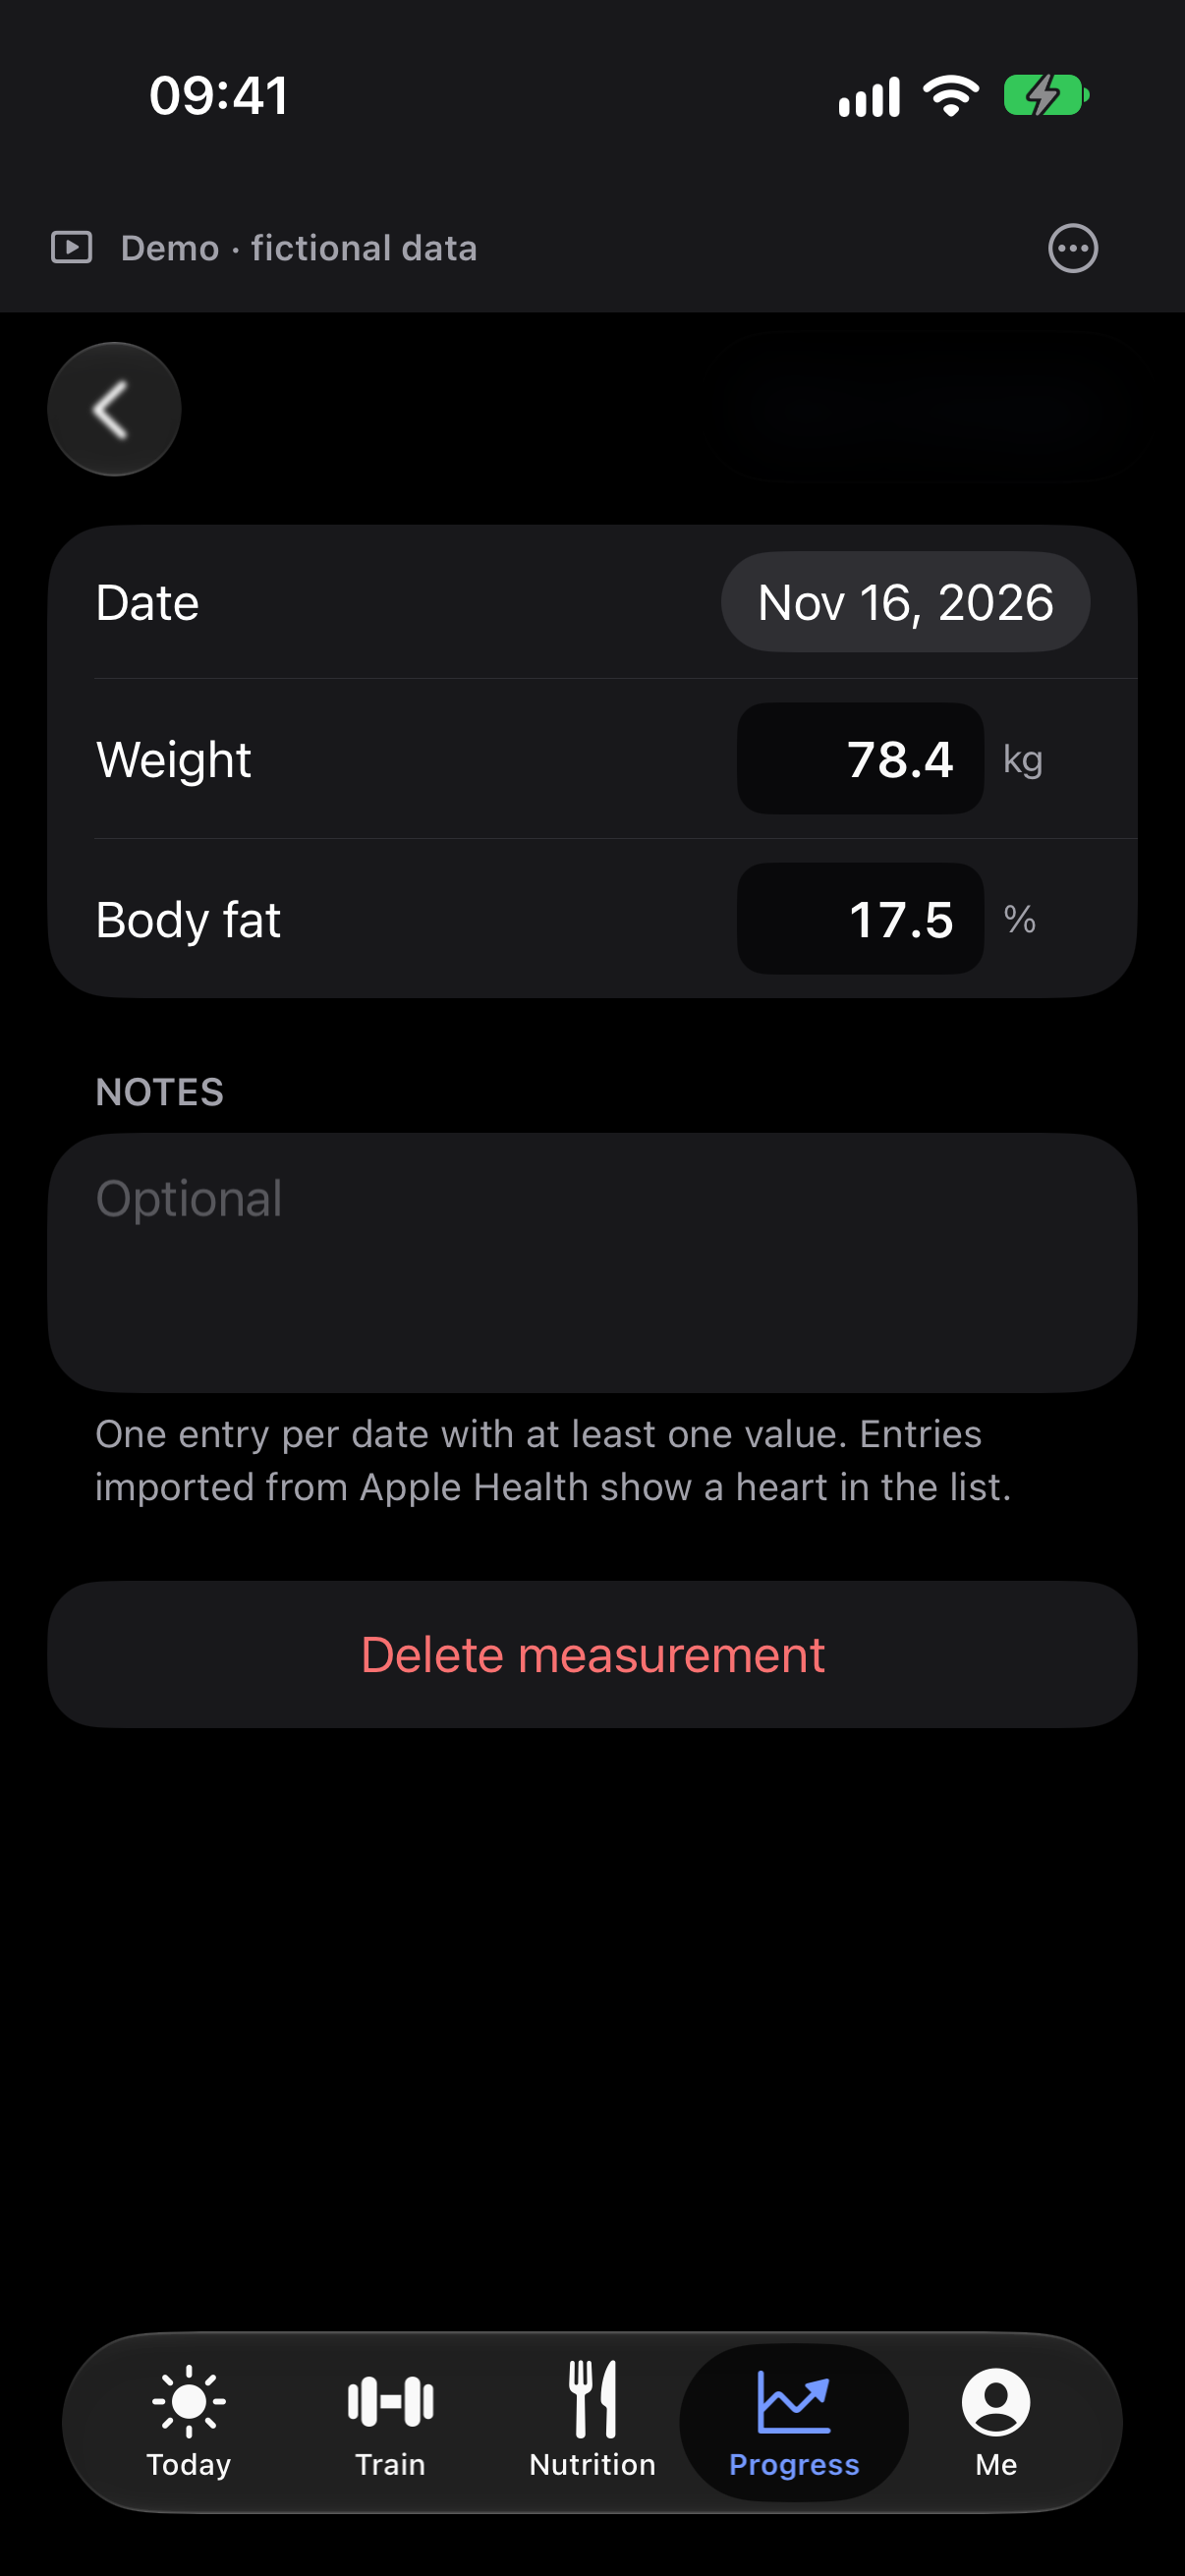 09:41
Demo · fictional data
Date
Nov 16, 2026
Weight
78.4 kg
Body fat
17.5 %
NOTES
Optional
One entry per date with at least one value. Entries
imported from Apple Health show a heart in the list.
Delete measurement
Today
Train
Nutrition
Progress
Me